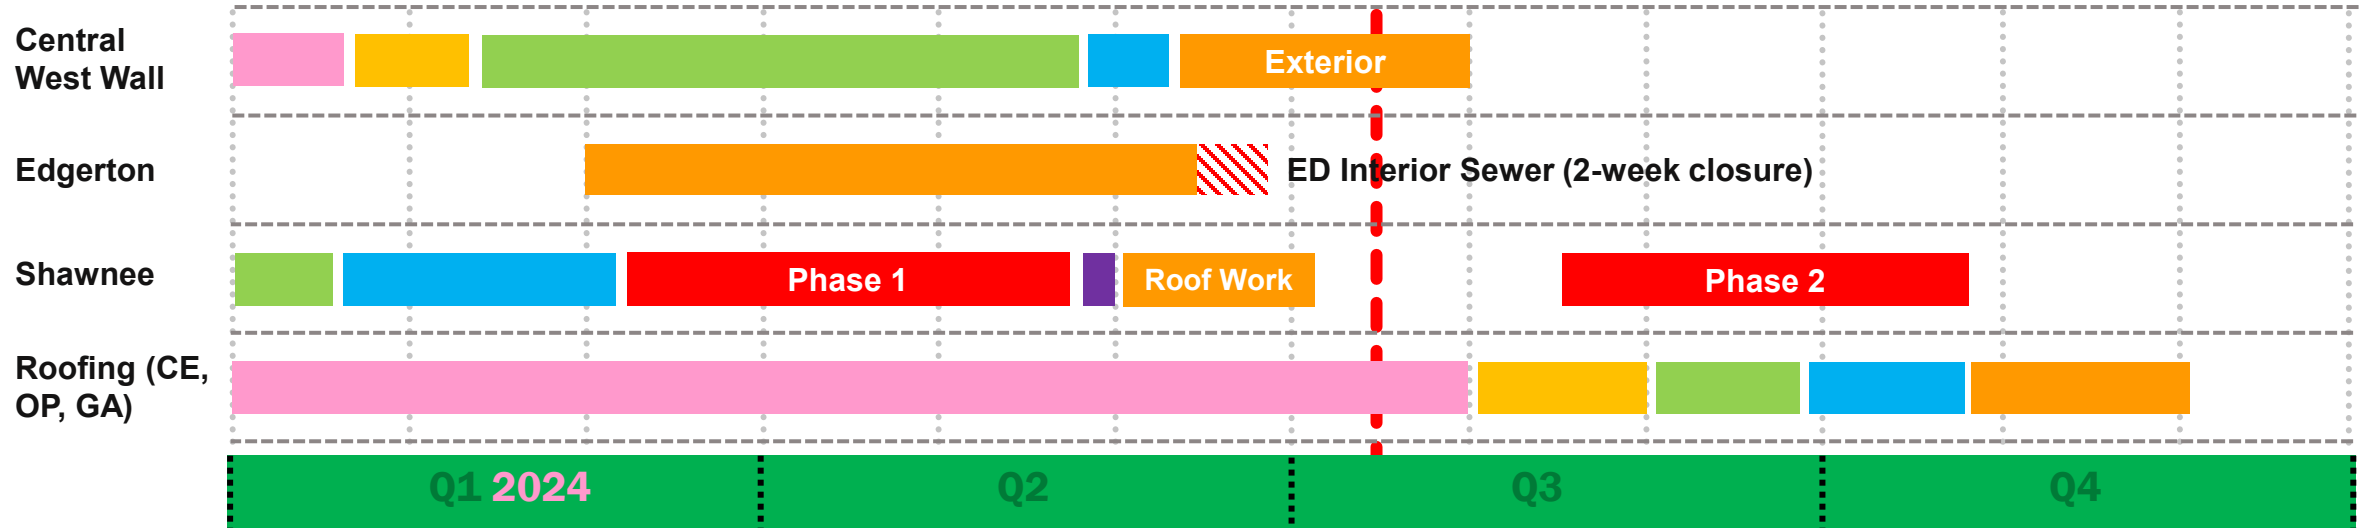 Central
West Wall
Exterior
Edgerton
ED Interior Sewer (2-week closure)
Shawnee
Phase 1
Roof Work
Phase 2
Roofing (CE,
OP, GA)
Q1 2024
Q2
Q3
Q4